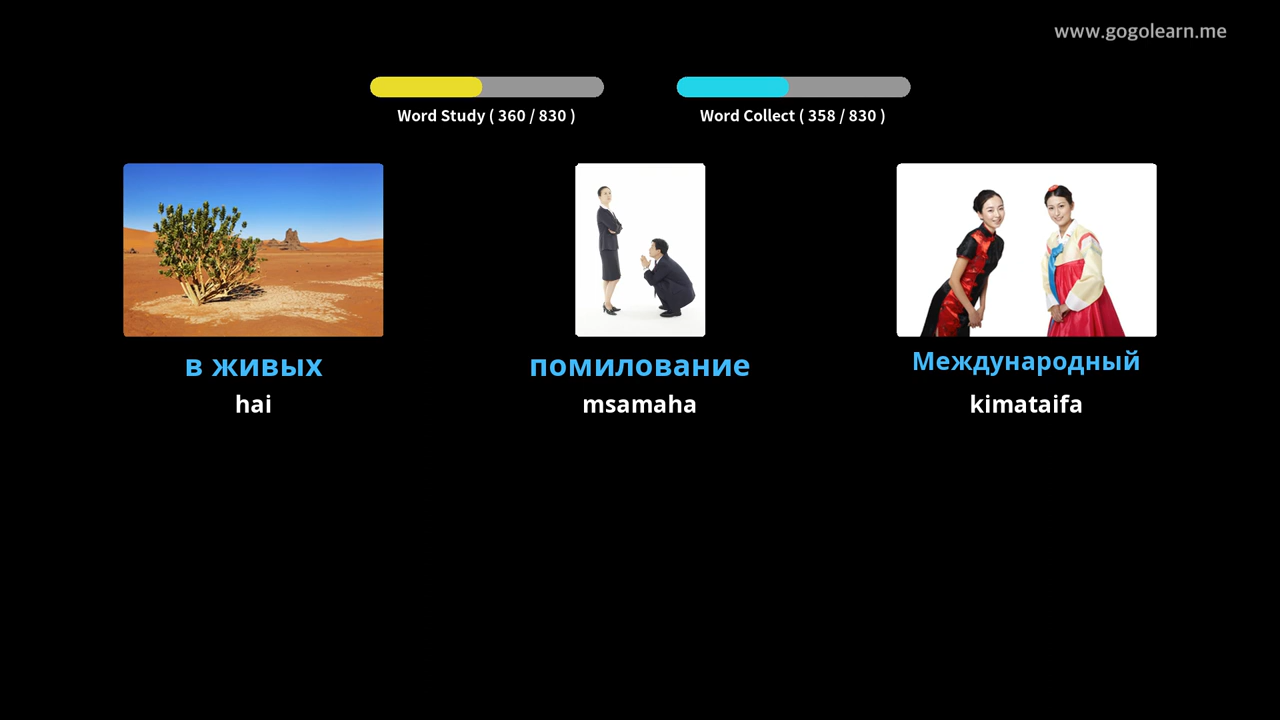 www.gogolearn.me
Word Study ( 360 / 830 )
Word Collect ( 358 / 830 )
в живых
помилование
Международный
hai
msamaha
kimataifa